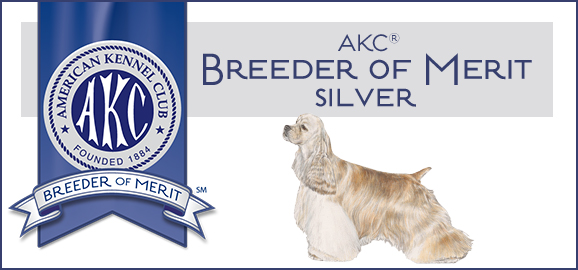 AKC®
BREEDER OF MERIT
SILVER
AMERICAN KENNEL CLUB
AKC
FOUNDED 1884
BREEDER OF MERIT SM